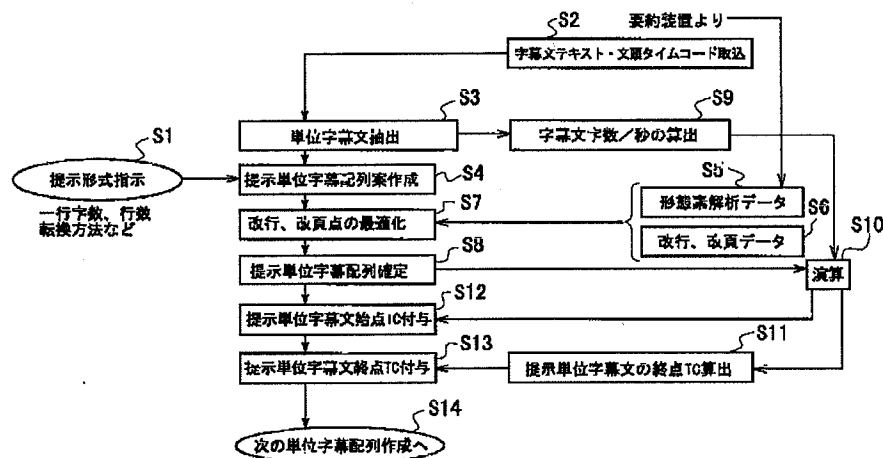 要約装置より
S2
字幕文テキスト・文頭タイムコード取込
S3
単位字幕文抽出
S9
字幕文字数／秒の算出
S1
提示形式指示
一行字数、行数
転換方法など
S4
提示単位字幕配列案作成
S5
形態素解析データ
S6
改行、改頁データ
S7
改行、改頁点の最適化
S8
提示単位字幕配列確定
S10
演算
S12
提示単位字幕文始点TC付与
S11
提示単位字幕文の終点TC算出
S13
提示単位字幕文終点TC付与
S14
次の単位字幕配列作成へ